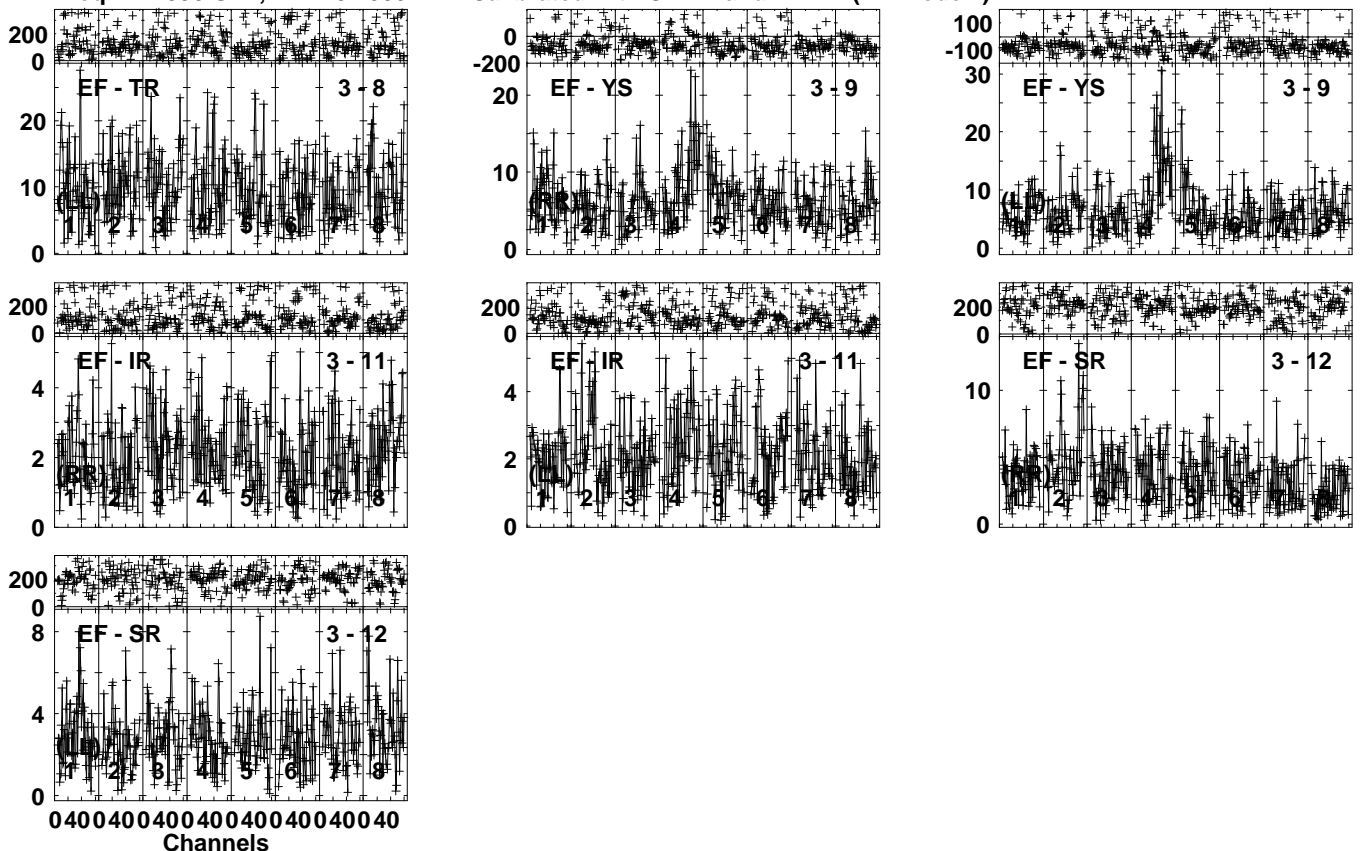 200
0
EF - TR 3 - 8
20
10
0
(LL)
1 2 3 4 5 6 7 8
0
-200
EF - YS 3 - 9
20
10
0
(RR)
1 2 3 4 5 6 7 8
100
-100
EF - YS 3 - 9
30
20
10
0
(LL)
1 2 3 4 5 6 7 8
200
0
EF - IR 3 - 11
4
2
0
(RR)
1 2 3 4 5 6 7 8
200
0
EF - IR 3 - 11
4
2
0
(LL)
1 2 3 4 5 6 7 8
200
0
EF - SR 3 - 12
10
0
(RR)
1 2 3 4 5 6 7 8
200
0
EF - SR 3 - 12
8
4
0
(LL)
1 2 3 4 5 6 7 8
0 40 0 40 0 40 0 40 0 40 0 40 0 40 0 40
Channels